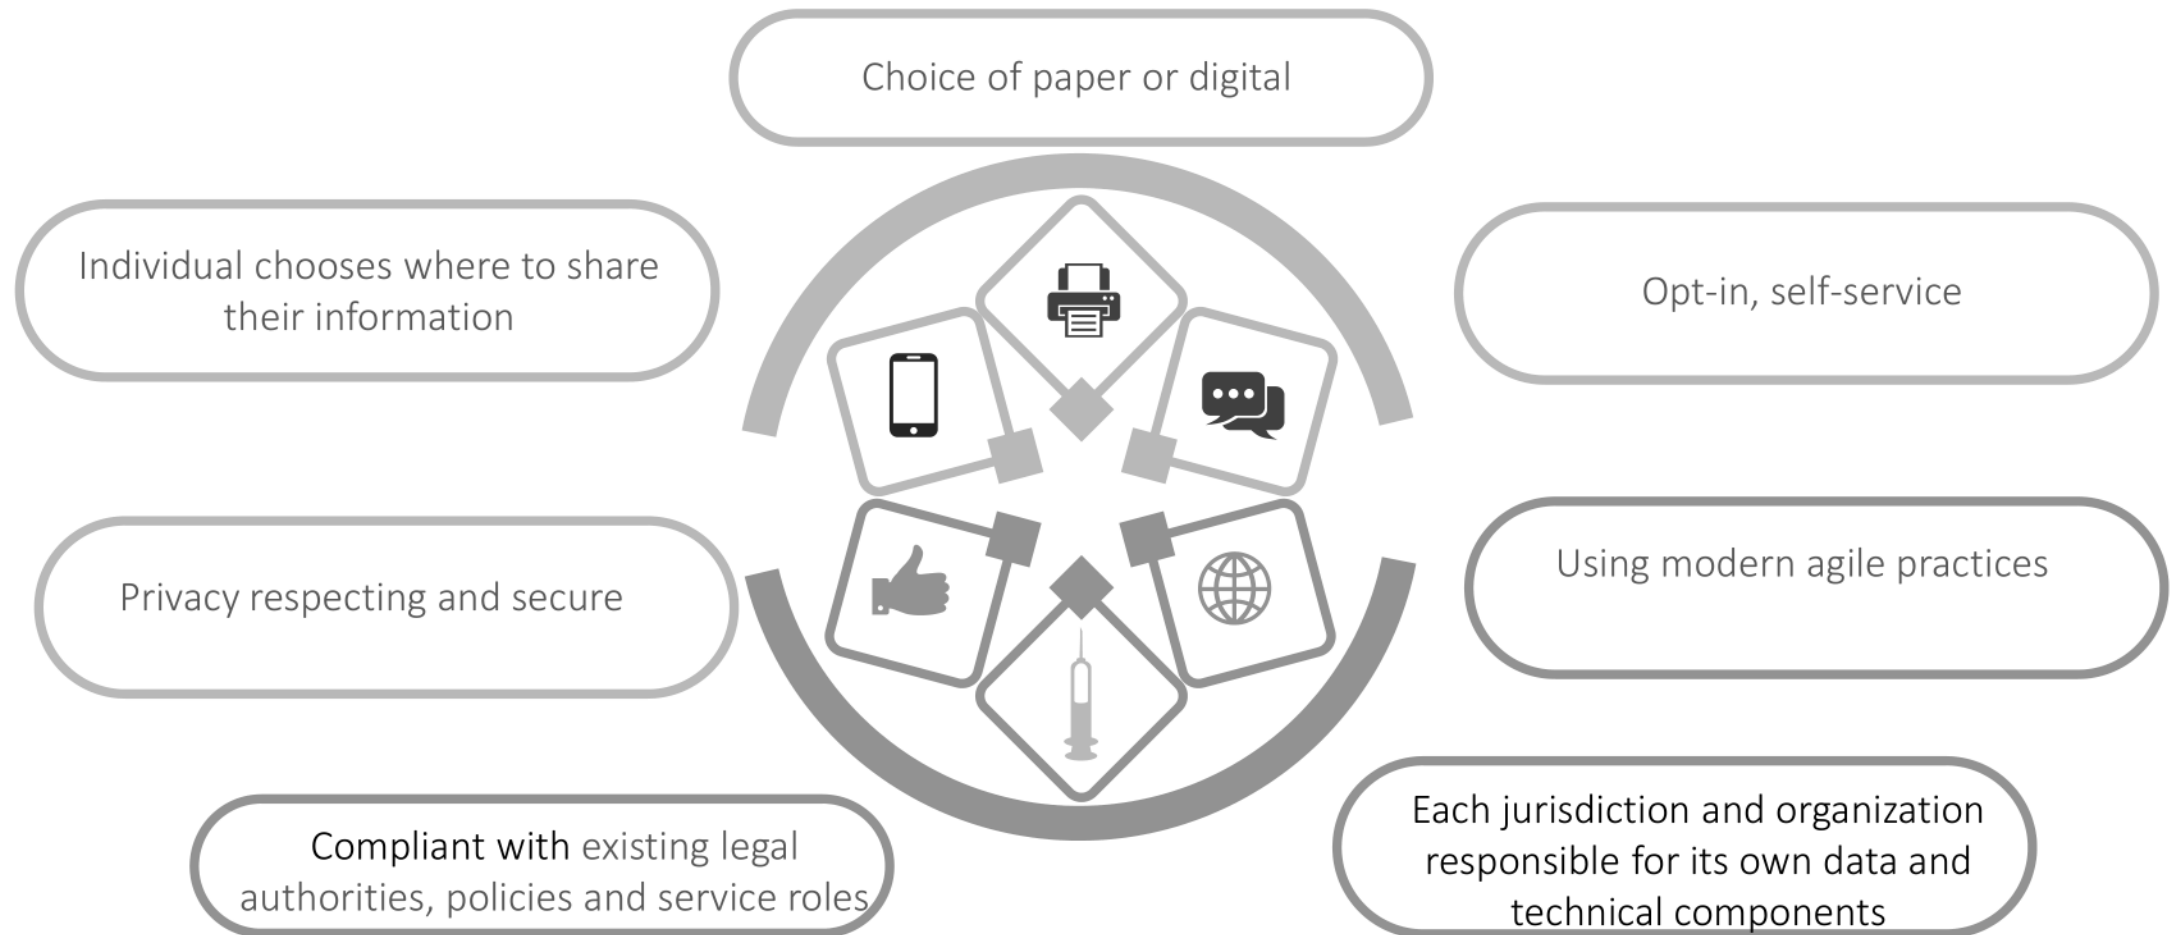 Choice of paper or digital
Individual chooses where to share
their information
Opt-in, self-service
Privacy respecting and secure
Using modern agile practices
Compliant with existing legal
authorities, policies and service roles
Each jurisdiction and organization
responsible for its own data and
technical components